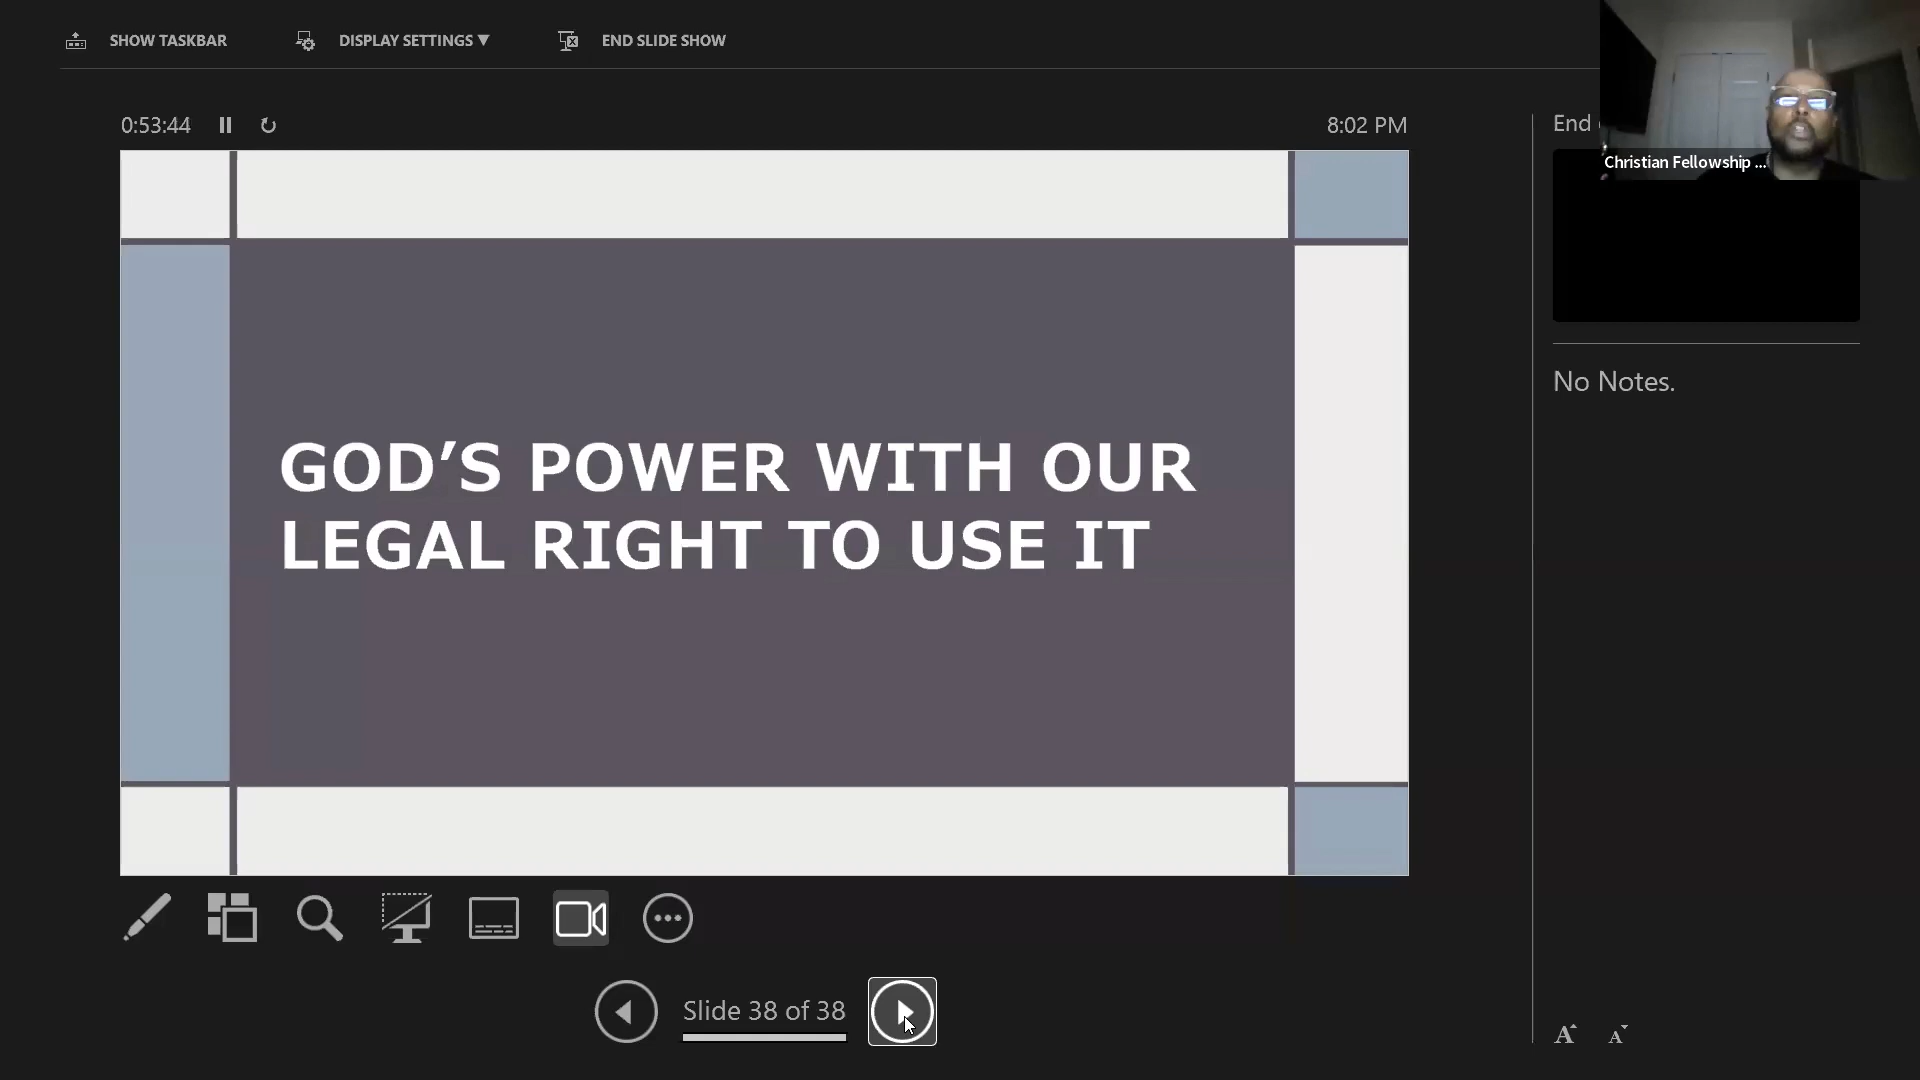 SHOW TASKBAR
DISPLAY SETTINGS ▼
END SLIDE SHOW
0:53:44
8:02 PM
End
Christian Fellowship ...
GOD’S POWER WITH OUR
LEGAL RIGHT TO USE IT
No Notes.
Slide 38 of 38
A A